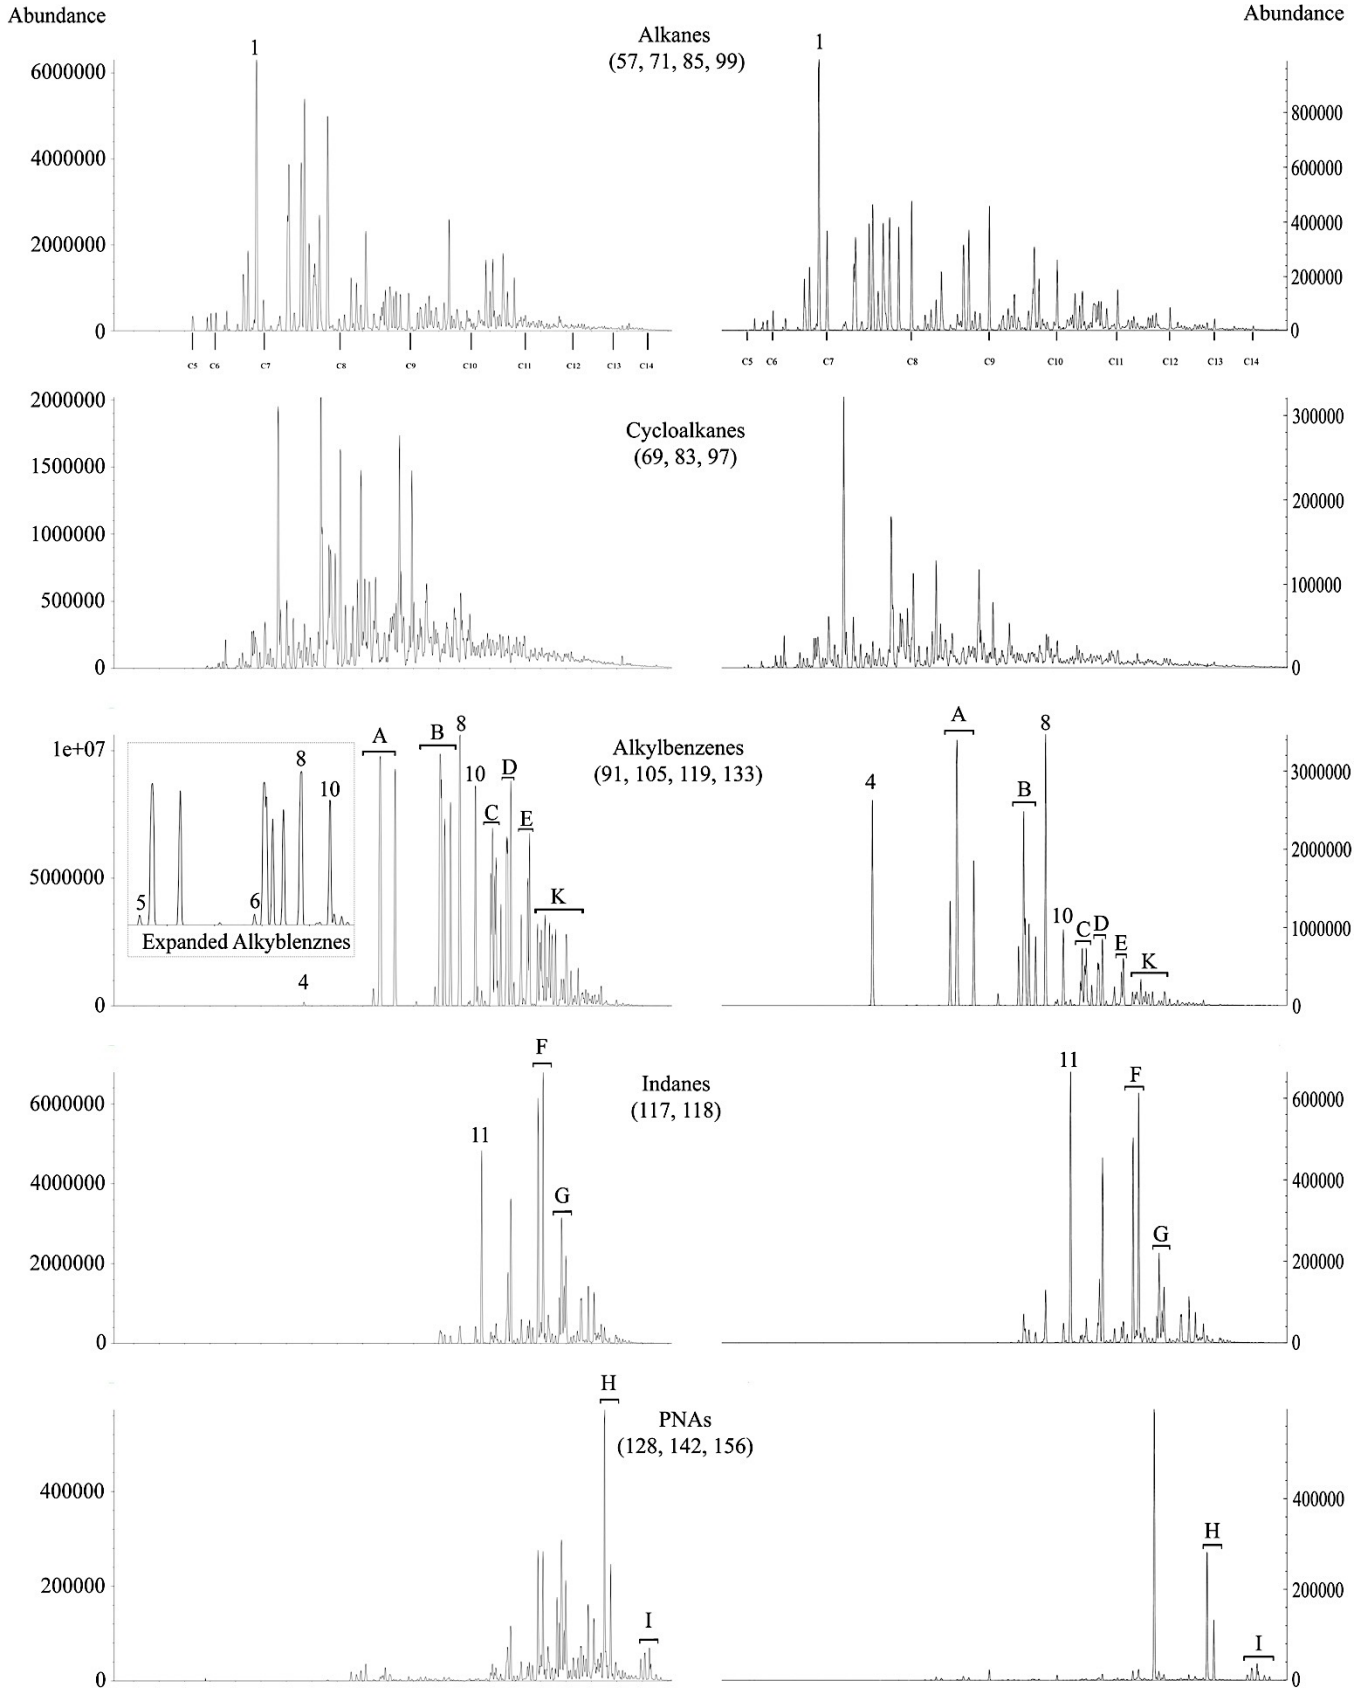 Abundance
Abundance
Alkanes
(57, 71, 85, 99)
1
1
6000000
4000000
2000000
0
800000
600000
400000
200000
0
C5 C6 C7 C8 C9 C10 C11 C12 C13 C14
C5 C6 C7 C8 C9 C10 C11 C12 C13 C14
Cycloalkanes
(69, 83, 97)
2000000
1500000
1000000
500000
0
300000
200000
100000
0
Alkylbenzenes
(91, 105, 119, 133)
1e+07
5000000
0
8
10
5
6
Expanded Alkyblenznes
4
A
B
8
10
C
D
E
K
4
A
B
8
10
C
D
E
K
3000000
2000000
1000000
0
Indanes
(117, 118)
6000000
4000000
2000000
0
11
F
G
11
F
G
600000
400000
200000
0
PNAs
(128, 142, 156)
400000
200000
0
H
I
H
I
400000
200000
0